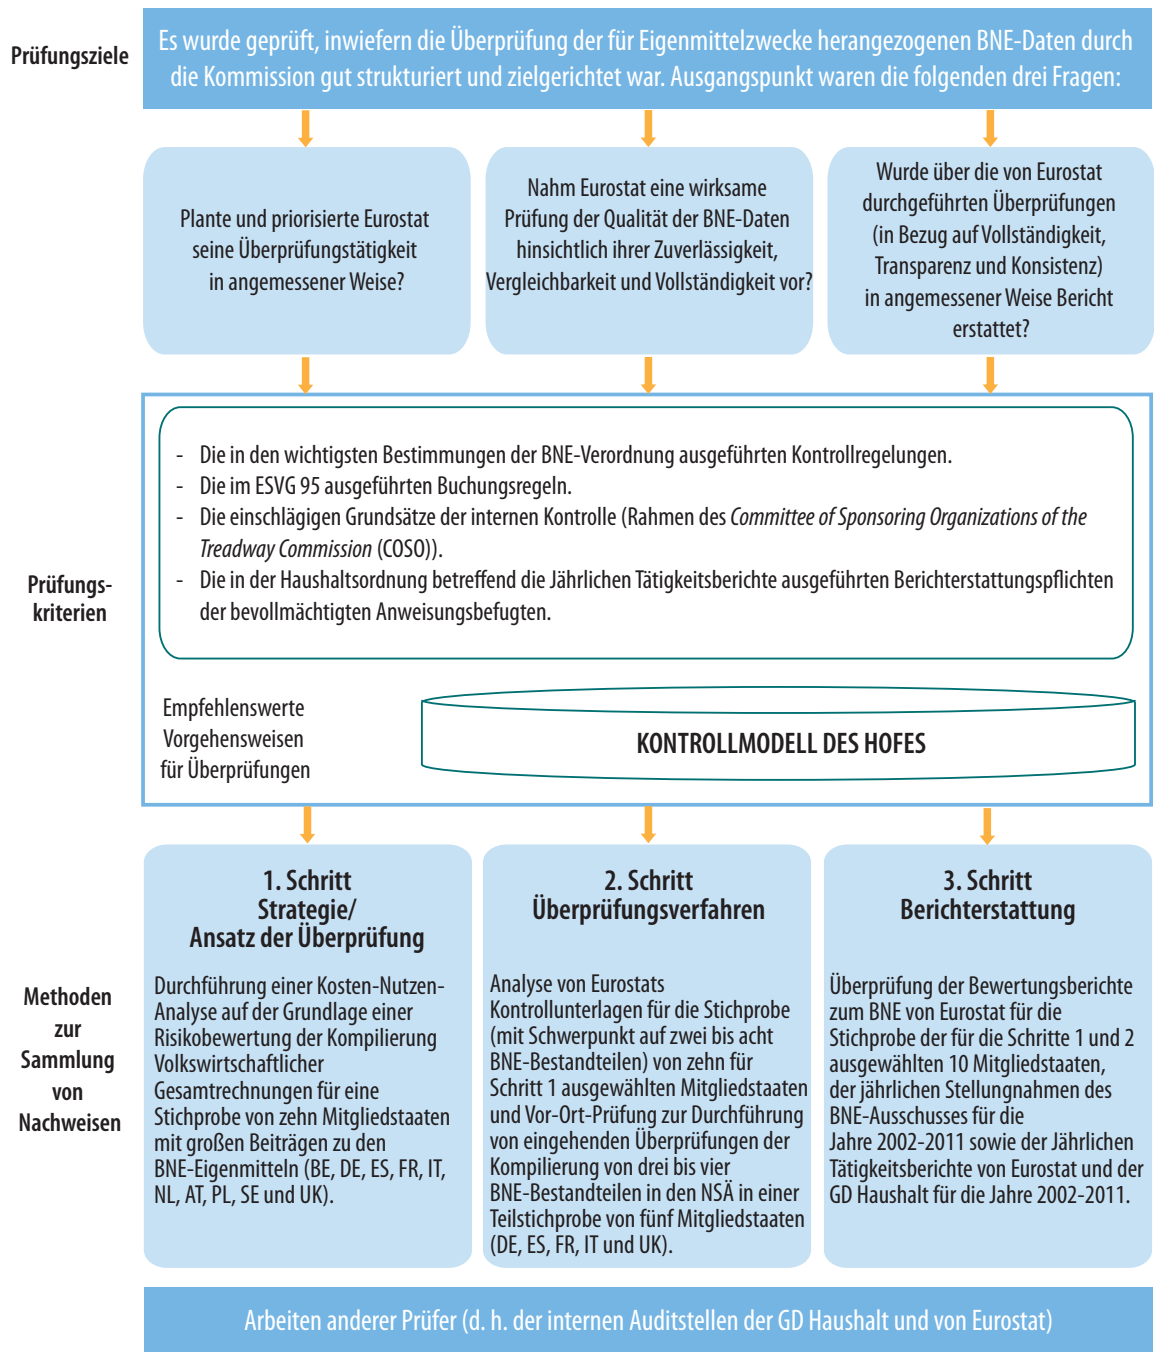 Prüfungsziele
Es wurde geprüft, inwiefern die Überprüfung der für Eigenmittelzwecke herangezogenen BNE-Daten durch
die Kommission gut strukturiert und zielgerichtet war. Ausgangspunkt waren die folgenden drei Fragen:
Plante und priorisierte Eurostat
seine Überprüfungstätigkeit
in angemessener Weise?
Nahm Eurostat eine wirksame
Prüfung der Qualität der BNE-Daten
hinsichtlich ihrer Zuverlässigkeit,
Vergleichbarkeit und Vollständigkeit vor?
Wurde über die von Eurostat
durchgeführten Überprüfungen
(in Bezug auf Vollständigkeit,
Transparenz und Konsistenz)
in angemessener Weise Bericht
erstattet?
Prüfungs-
kriterien
- Die in den wichtigsten Bestimmungen der BNE-Verordnung ausgeführten Kontrollregelungen.
- Die im ESVG 95 ausgeführten Buchungsregeln.
- Die einschlägigen Grundsätze der internen Kontrolle (Rahmen des Committee of Sponsoring Organizations of the
Treadway Commission (COSO)).
- Die in der Haushaltsordnung betreffend die Jährlichen Tätigkeitsberichte ausgeführten Berichterstattungspflichten
der bevollmächtigten Anweisungsbefugten.
Empfehlenswerte
Vorgehensweisen
für Überprüfungen
KONTROLLMODELL DES HOFES
Methoden
zur
Sammlung
von
Nachweisen
1. Schritt
Strategie/
Ansatz der Überprüfung
Durchführung einer Kosten-Nutzen-
Analyse auf der Grundlage einer
Risikobewertung der Kompilierung
Volkswirtschaftlicher
Gesamtrechnungen für eine
Stichprobe von zehn Mitgliedstaaten
mit großen Beiträgen zu den
BNE-Eigenmitteln (BE, DE, ES, FR, IT,
NL, AT, PL, SE und UK).
2. Schritt
Überprüfungsverfahren
Analyse von Eurostats
Kontrollunterlagen für die Stichprobe
(mit Schwerpunkt auf zwei bis acht
BNE-Bestandteilen) von zehn für
Schritt 1 ausgewählten Mitgliedstaaten
und Vor-Ort-Prüfung zur Durchführung
von eingehenden Überprüfungen der
Kompilierung von drei bis vier
BNE-Bestandteilen in den NSÄ in einer
Teilstichprobe von fünf Mitgliedstaaten
(DE, ES, FR, IT und UK).
3. Schritt
Berichterstattung
Überprüfung der Bewertungsberichte
zum BNE von Eurostat für die
Stichprobe der für die Schritte 1 und 2
ausgewählten 10 Mitgliedstaaten,
der jährlichen Stellungnahmen des
BNE-Ausschusses für die
Jahre 2002-2011 sowie der Jährlichen
Tätigkeitsberichte von Eurostat und der
GD Haushalt für die Jahre 2002-2011.
Arbeiten anderer Prüfer (d. h. der internen Auditstellen der GD Haushalt und von Eurostat)